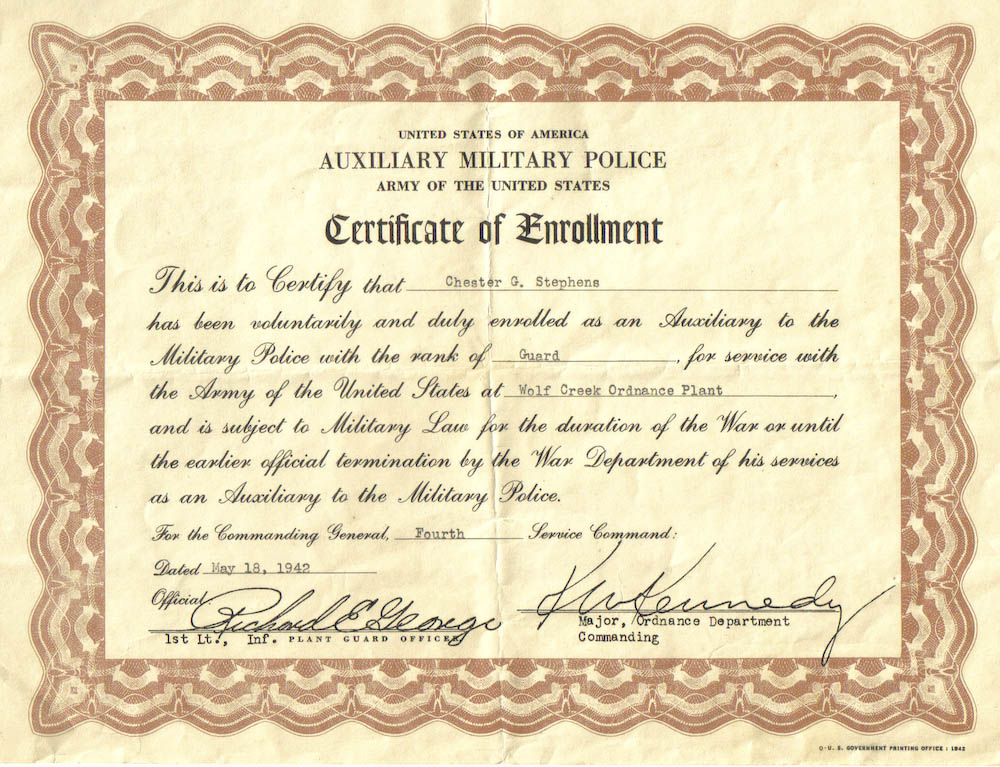 UNITED STATES OF AMERICA
AUXILIARY MILITARY POLICE
ARMY OF THE UNITED STATES
Certificate of Enrollment
This is to Certify that Chester G. Stephens
has been voluntarily and duly enrolled as an Auxiliary to the
Military Police with the rank of Guard, for service with
the Army of the United States at Wolf Creek Ordnance Plant,
and is subject to Military Law for the duration of the War or until
the earlier official termination by the War Department of his services
as an Auxiliary to the Military Police.
For the Commanding General, Fourth Service Command:
Dated May 18, 1942
Official
Richard E George
1st Lt., Inf. PLANT GUARD OFFICER
K W Kennedy
Major, Ordnance Department
Commanding
O-U. S. GOVERNMENT PRINTING OFFICE : 1942